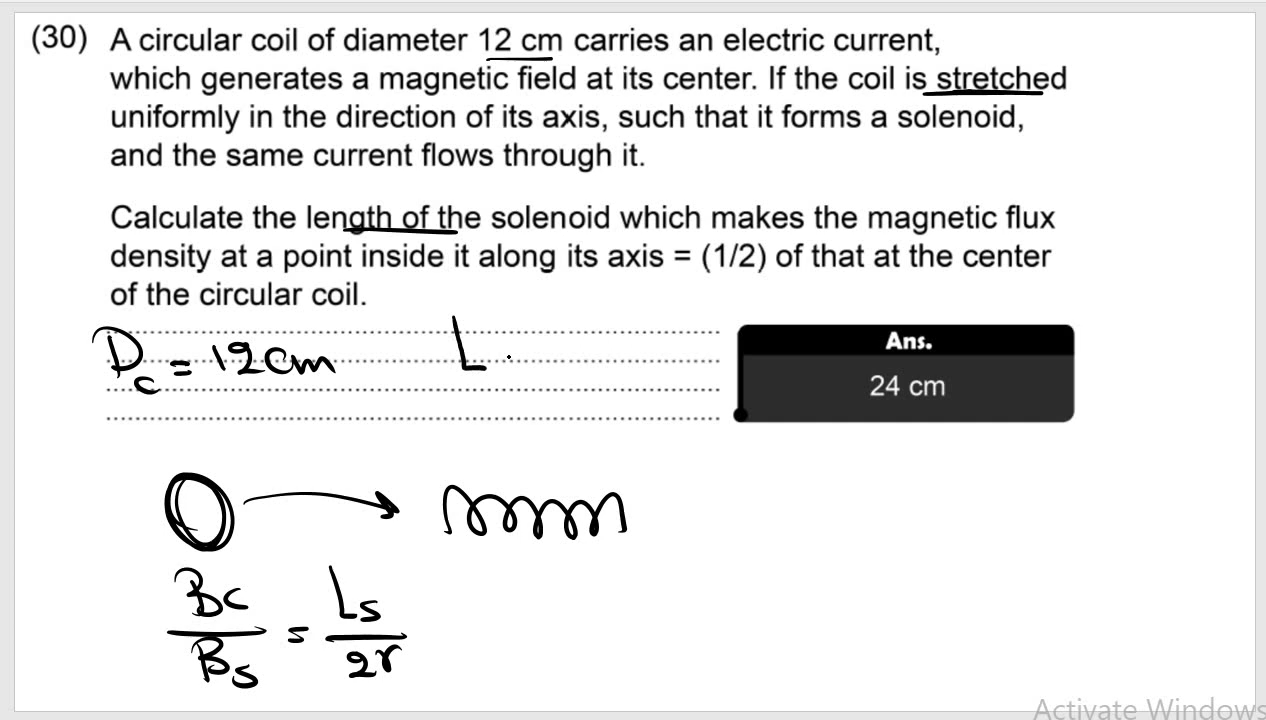 (30) A circular coil of diameter 12 cm carries an electric current,
which generates a magnetic field at its center. If the coil is stretched
uniformly in the direction of its axis, such that it forms a solenoid,
and the same current flows through it.
Calculate the length of the solenoid which makes the magnetic flux
density at a point inside it along its axis = (1/2) of that at the center
of the circular coil.
Dc = 12cm L.
Ans.
24 cm
Bc/Bs = Ls/2r
Activate Windows